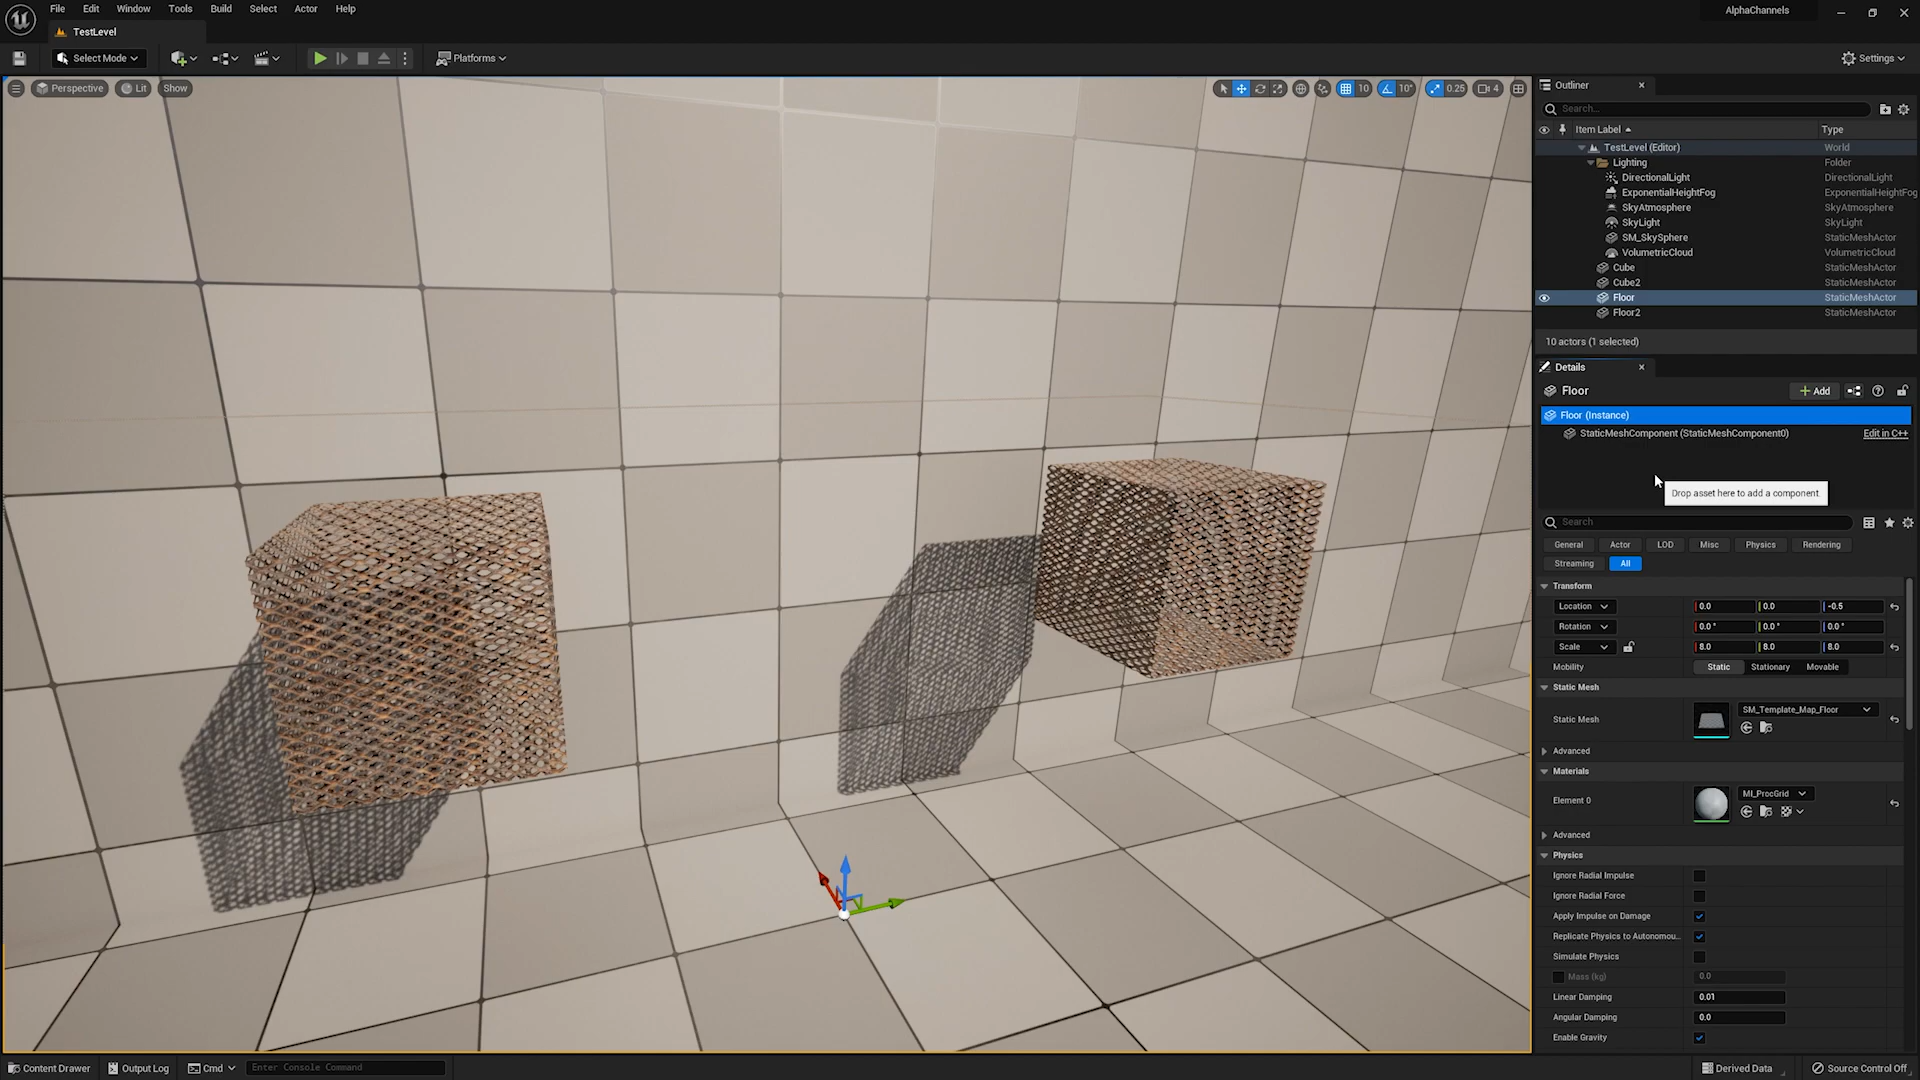 File Edit Window Tools Build Select Actor Help
AlphaChannels
TestLevel
Select Mode
Platforms
Settings
Perspective Lit Show
10 10° 0.25 4
Outliner
Search...
Item Label Type
TestLevel (Editor) World
Lighting Folder
DirectionalLight DirectionalLight
ExponentialHeightFog ExponentialHeightFog
SkyAtmosphere SkyAtmosphere
SkyLight SkyLight
SM_SkySphere StaticMeshActor
VolumetricCloud VolumetricCloud
Cube StaticMeshActor
Cube2 StaticMeshActor
Floor StaticMeshActor
Floor2 StaticMeshActor
10 actors (1 selected)
Details
Floor
Add
Floor (Instance)
StaticMeshComponent (StaticMeshComponent0) Edit in C++
Drop asset here to add a component.
Search
General Actor LOD Misc Physics Rendering
Streaming All
Transform
Location 0.0 0.0 -0.5
Rotation 0.0° 0.0° 0.0°
Scale 8.0 8.0 8.0
Mobility Static Stationary Movable
Static Mesh
Static Mesh SM_Template_Map_Floor
Advanced
Materials
Element 0 MI_ProcGrid
Advanced
Physics
Ignore Radial Impulse
Ignore Radial Force
Apply Impulse on Damage
Replicate Physics to Autonomou...
Simulate Physics
Mass (kg) 0.0
Linear Damping 0.01
Angular Damping 0.0
Enable Gravity
Content Drawer Output Log Cmd Enter Console Command
Derived Data Source Control Off